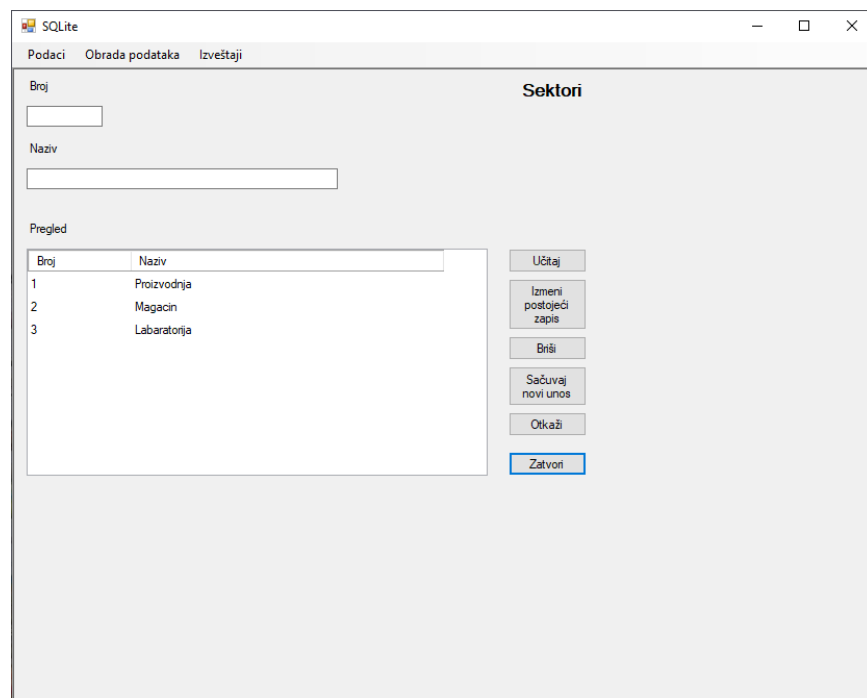 SQLite
Podaci Obrada podataka Izveštaji
Broj
Sektori
Naziv
Pregled
Broj Naziv
1 Proizvodnja
2 Magacin
3 Labaratorija
Učitaj
Izmeni
postojeći
zapis
Briši
Sačuvaj
novi unos
Otkaži
Zatvori